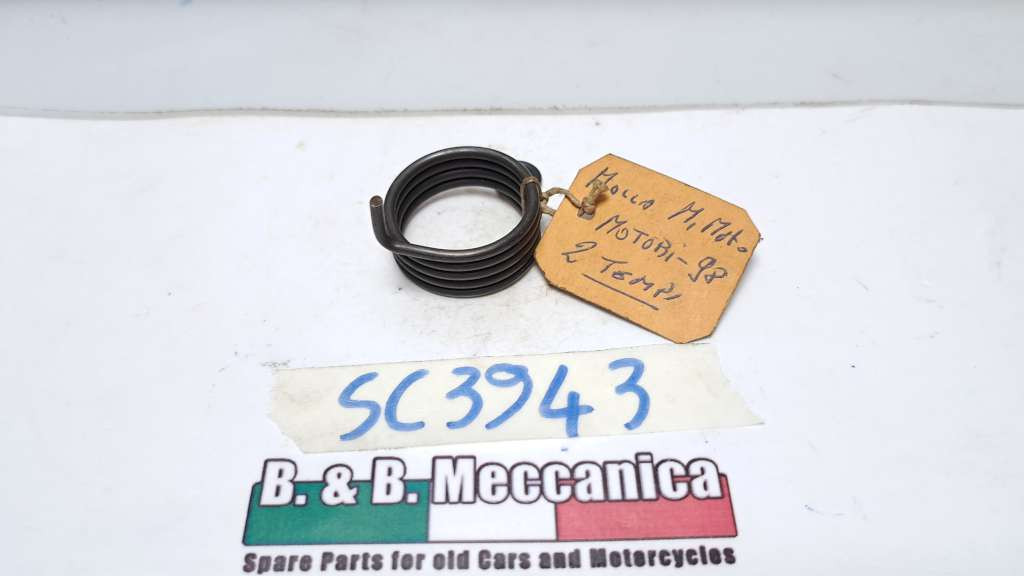 Molla M. Moto
MOTOBI-98
2 TEMPI
SC3943
B. & B. Meccanica
Spare Parts for old Cars and Motorcycles